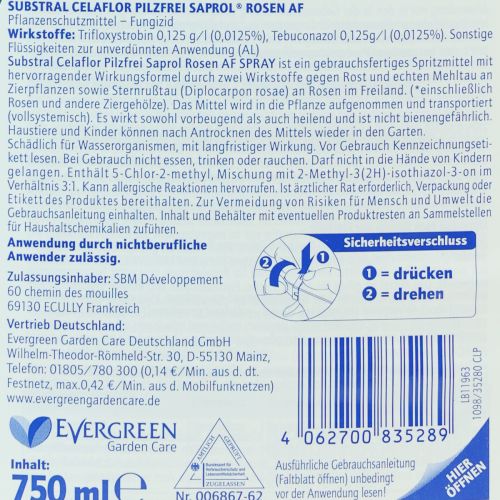 SUBSTRAL CELAFLOR PILZFREI SAPROL® ROSEN AF
Pflanzenschutzmittel – Fungizid
Wirkstoffe: Trifloxystrobin 0,125 g/l (0,0125%), Tebuconazol 0,125g/l (0,0125%). Sonstige
Flüssigkeiten zur unverdünnten Anwendung (AL)
Substral Celaflor Pilzfrei Saprol Rosen AF SPRAY ist ein gebrauchsfertiges Spritzmittel mit
hervorragender Wirkungsformel durch zwei Wirkstoffe gegen Rost und echten Mehltau an
Zierpflanzen sowie Sternrußtau (Diplocarpon rosae) an Rosen im Freiland. (*einschließlich
Rosen und andere Ziergehölze). Das Mittel wird in die Pflanze aufgenommen und transportiert
(vollsystemisch). Es wirkt sowohl vorbeugend als auch heilend und ist nicht bienengefährlich.
Haustiere und Kinder können nach Antrocknen des Mittels wieder in den Garten.
Schädlich für Wasserorganismen, mit langfristiger Wirkung. Vor Gebrauch Kennzeichnungseti-
kett lesen. Bei Gebrauch nicht essen, trinken oder rauchen. Darf nicht in die Hände von Kindern
gelangen. Enthält 5-Chlor-2-methyl, Mischung mit 2-Methyl-3(2H)-isothiazol-3-on im
Verhältnis 3:1. Kann allergische Reaktionen hervorrufen. Ist ärztlicher Rat erforderlich, Verpackung oder
Etikett des Produktes bereithalten. Zur Vermeidung von Risiken für Mensch und Umwelt die
Gebrauchsanleitung einhalten. Inhalt und Behälter mit eventuellen Produktresten an Sammelstellen
für Haushaltschemikalien zuführen.
Anwendung durch nichtberufliche
Anwender zulässig.
Zulassungsinhaber: SBM Développement
60 chemin des mouilles
69130 ECULLY Frankreich
Vertrieb Deutschland:
Evergreen Garden Care Deutschland GmbH
Wilhelm-Theodor-Römheld-Str. 30, D-55130 Mainz,
Telefon: 01805/780 300 (0,14 €/Min. aus d. dt.
Festnetz, max.0,42 €/Min. aus d. Mobilfunknetzen)
www.evergreengardencare.de
Sicherheitsverschluss
1 = drücken
2 = drehen
2
1
EVERGREEN
Garden Care
Inhalt:
750 ml e
AMTLICH
GEPRÜFT
Bundesamt für
Verbraucherschutz und
Lebensmittelsicherheit
ZUGELASSEN
Nr. 006867-62
4 062700 835289
LB11963
1098/35280 CLP
Ausführliche Gebrauchsanleitung
(Faltblatt öffnen) unbedingt
vor der Anwendung lesen!
HIER
ÖFFNEN